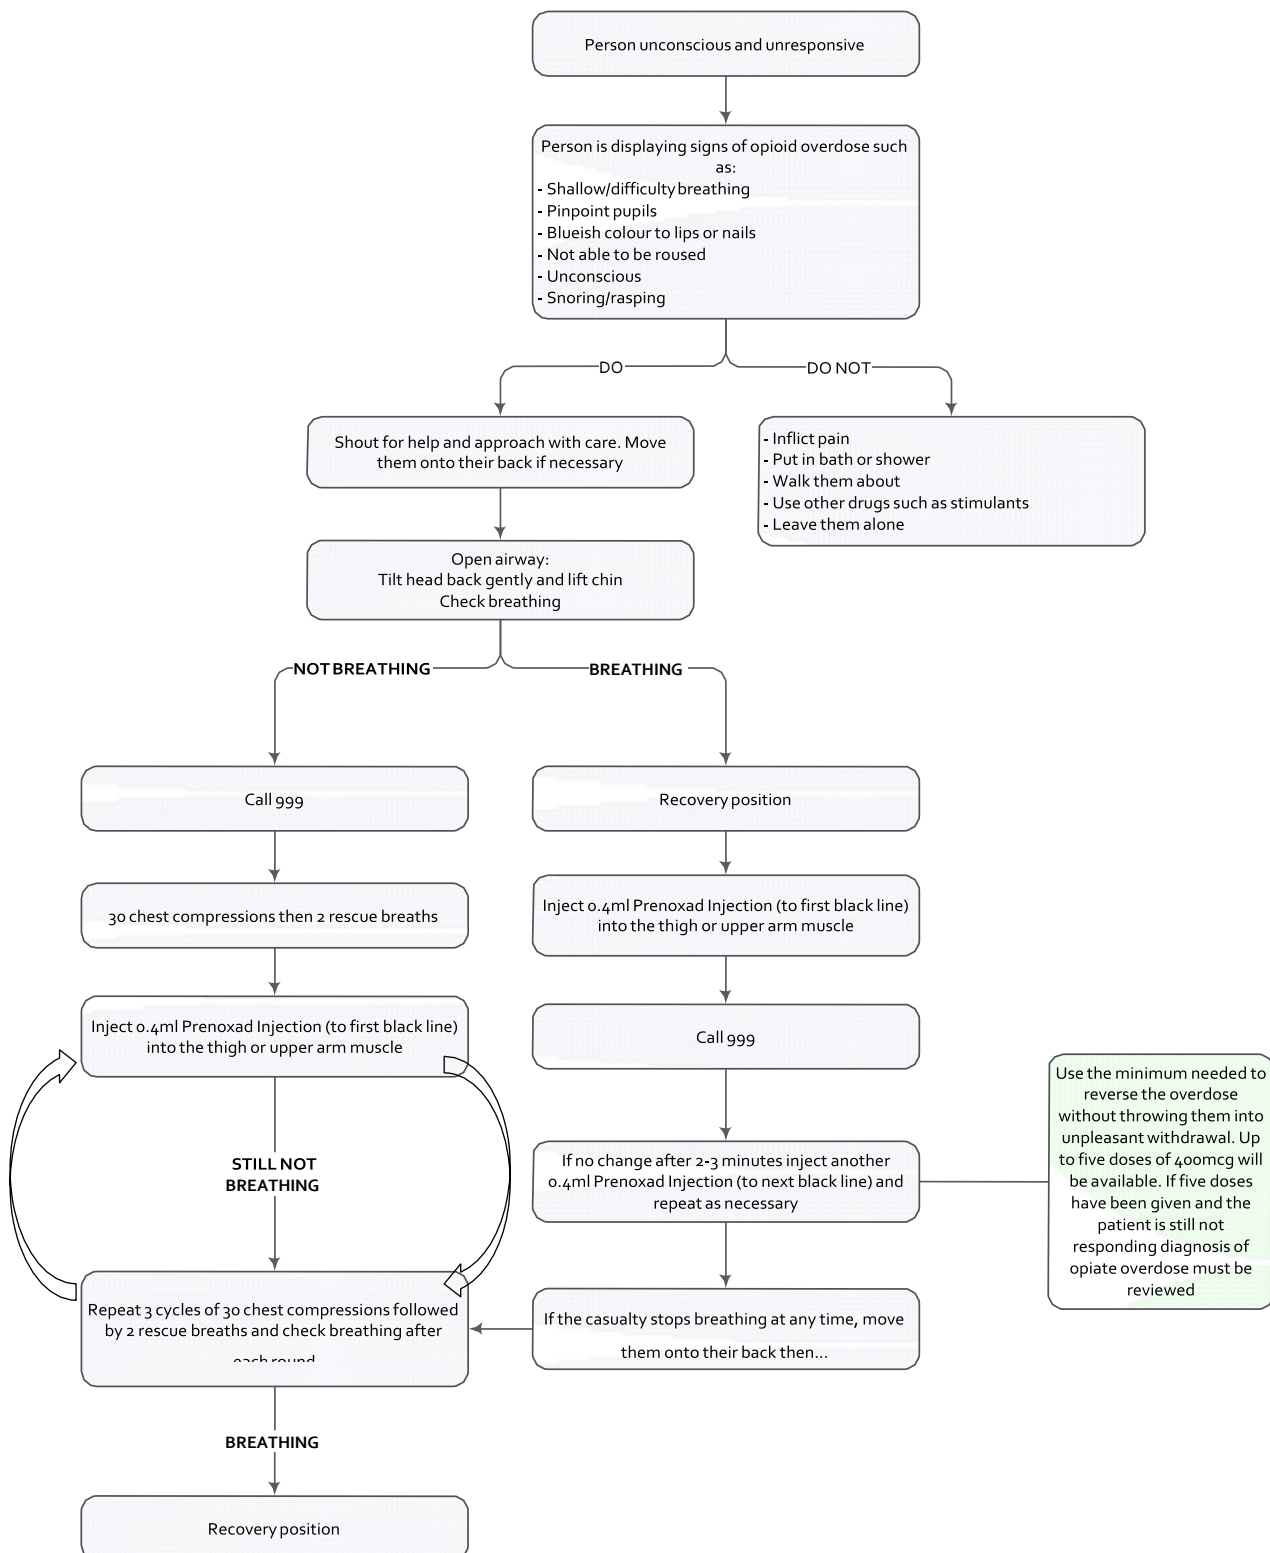 Person unconscious and unresponsive
Person is displaying signs of opioid overdose such
as:
- Shallow/difficulty breathing
- Pinpoint pupils
- Blueish colour to lips or nails
- Not able to be roused
- Unconscious
- Snoring/rasping
DO
DO NOT
Shout for help and approach with care. Move
them onto their back if necessary
- Inflict pain
- Put in bath or shower
- Walk them about
- Use other drugs such as stimulants
- Leave them alone
Open airway:
Tilt head back gently and lift chin
Check breathing
NOT BREATHING
BREATHING
Call 999
Recovery position
30 chest compressions then 2 rescue breaths
Inject 0.4ml Prenoxad Injection (to first black line)
into the thigh or upper arm muscle
Inject 0.4ml Prenoxad Injection (to first black line)
into the thigh or upper arm muscle
Call 999
STILL NOT
BREATHING
If no change after 2-3 minutes inject another
0.4ml Prenoxad Injection (to next black line) and
repeat as necessary
Use the minimum needed to
reverse the overdose
without throwing them into
unpleasant withdrawal. Up
to five doses of 400mcg will
be available. If five doses
have been given and the
patient is still not
responding diagnosis of
opiate overdose must be
reviewed
Repeat 3 cycles of 30 chest compressions followed
by 2 rescue breaths and check breathing after
each round
If the casualty stops breathing at any time, move
them onto their back then...
BREATHING
Recovery position